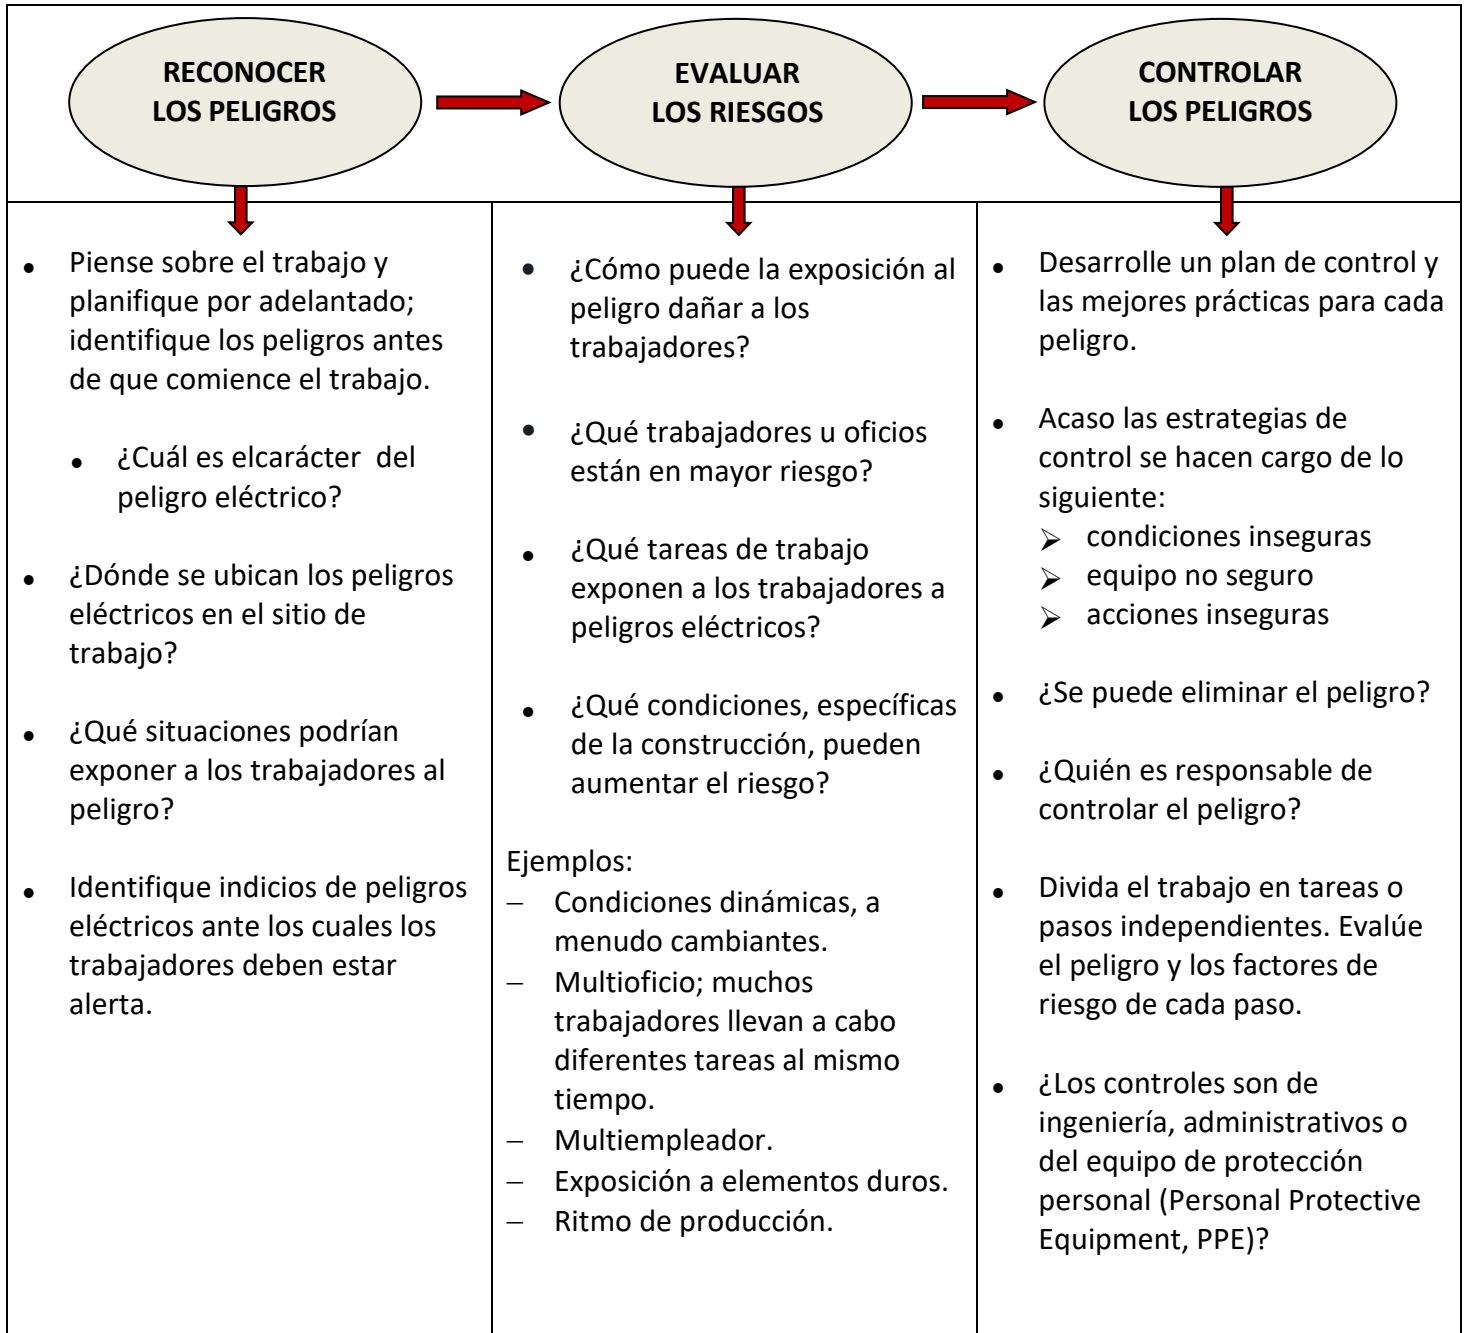 RECONOCER
LOS PELIGROS
EVALUAR
LOS RIESGOS
CONTROLAR
LOS PELIGROS
• Piense sobre el trabajo y
planifique por adelantado;
identifique los peligros antes
de que comience el trabajo.
• ¿Cuál es elcarácter  del
peligro eléctrico?
• ¿Dónde se ubican los peligros
eléctricos en el sitio de
trabajo?
• ¿Qué situaciones podrían
exponer a los trabajadores al
peligro?
• Identifique indicios de peligros
eléctricos ante los cuales los
trabajadores deben estar
alerta.
• ¿Cómo puede la exposición al
peligro dañar a los
trabajadores?
• ¿Qué trabajadores u oficios
están en mayor riesgo?
• ¿Qué tareas de trabajo
exponen a los trabajadores a
peligros eléctricos?
• ¿Qué condiciones, específicas
de la construcción, pueden
aumentar el riesgo?
Ejemplos:
– Condiciones dinámicas, a
menudo cambiantes.
– Multioficio; muchos
trabajadores llevan a cabo
diferentes tareas al mismo
tiempo.
– Multiempleador.
– Exposición a elementos duros.
– Ritmo de producción.
• Desarrolle un plan de control y
las mejores prácticas para cada
peligro.
• Acaso las estrategias de
control se hacen cargo de lo
siguiente:
➢ condiciones inseguras
➢ equipo no seguro
➢ acciones inseguras
• ¿Se puede eliminar el peligro?
• ¿Quién es responsable de
controlar el peligro?
• Divida el trabajo en tareas o
pasos independientes. Evalúe
el peligro y los factores de
riesgo de cada paso.
• ¿Los controles son de
ingeniería, administrativos o
del equipo de protección
personal (Personal Protective
Equipment, PPE)?